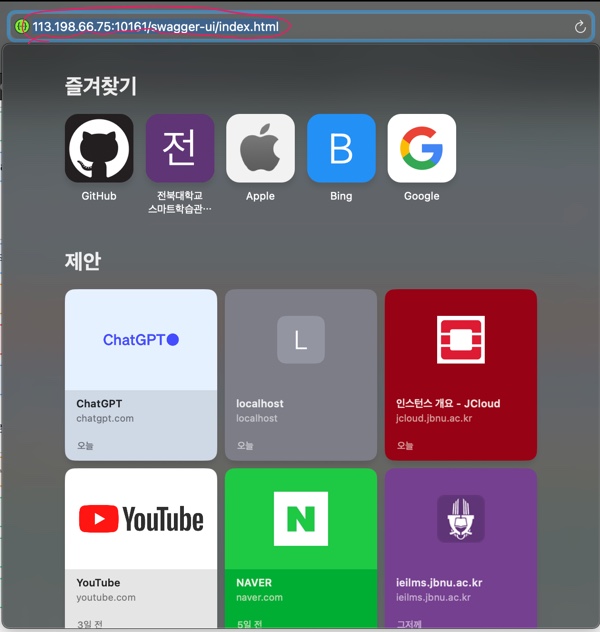 113.198.66.75:10161/swagger-ui/index.html
즐겨찾기
전
B
G
GitHub
전북대학교
스마트학습관…
Apple
Bing
Google
제안
ChatGPT
L
ChatGPT
chatgpt.com
오늘
localhost
localhost
오늘
인스턴스 개요 - JCloud
jcloud.jbnu.ac.kr
오늘
YouTube
N
YouTube
youtube.com
3일 전
NAVER
naver.com
5일 전
ieilms.jbnu.ac.kr
ieilms.jbnu.ac.kr
그저께